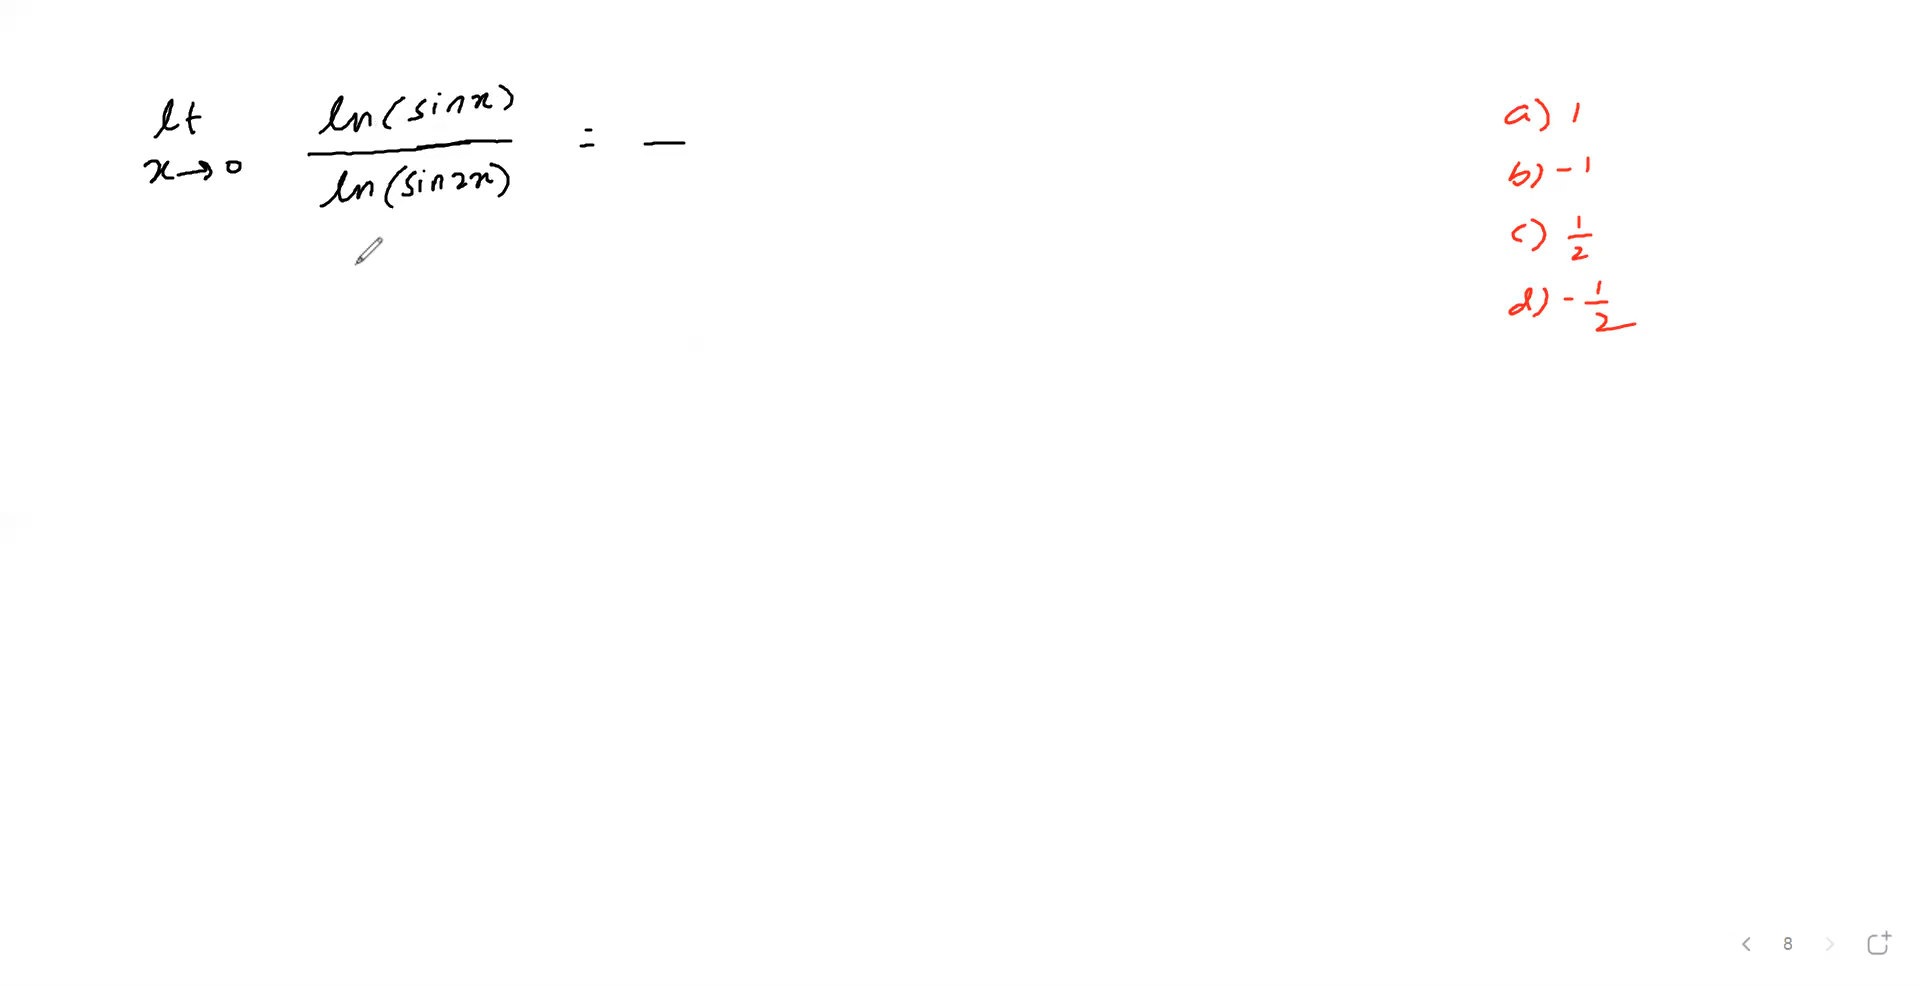 lt x→0 ln(sinx) / ln(sin2x) = —
a) 1
b) -1
c) 1/2
d) -1/2
8